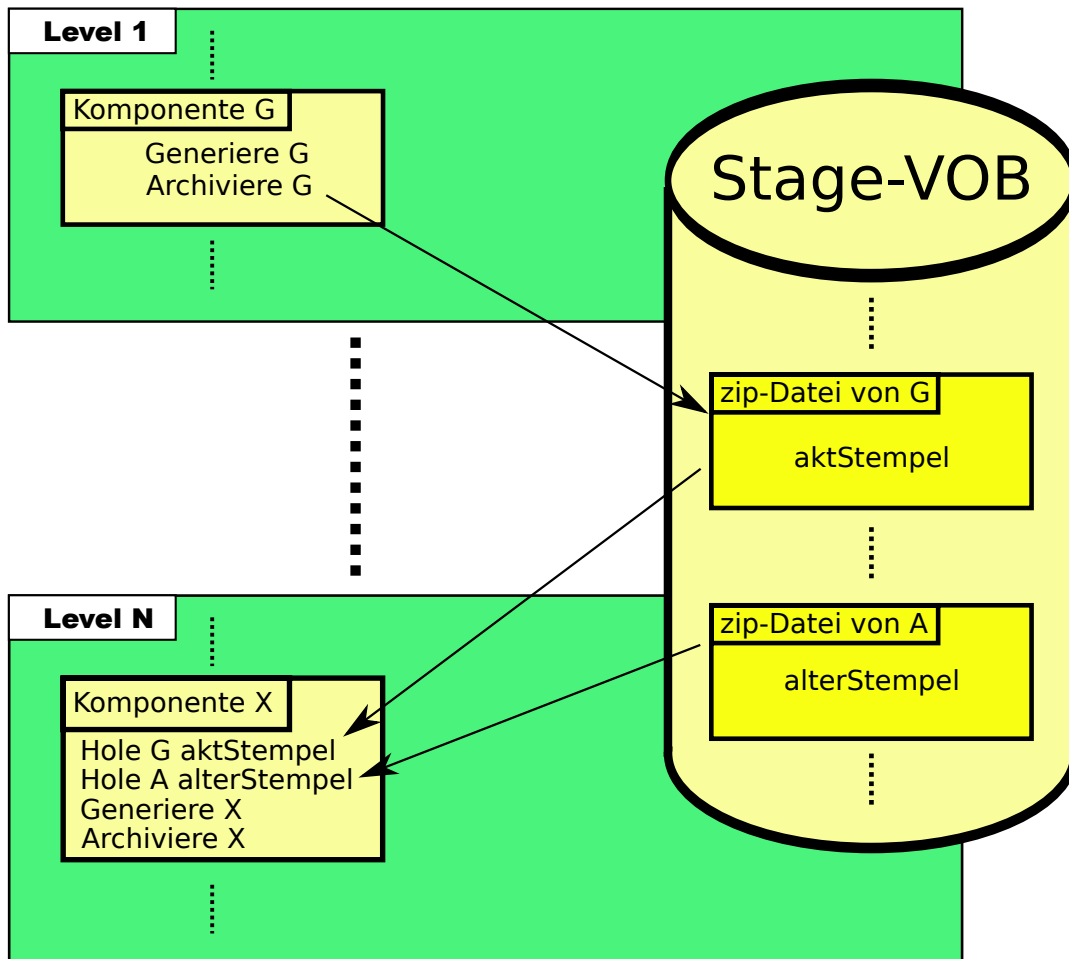 Level 1
Komponente G
Generiere G
Archiviere G
Stage-VOB
zip-Datei von G
aktStempel
zip-Datei von A
alterStempel
Level N
Komponente X
Hole G aktStempel
Hole A alterStempel
Generiere X
Archiviere X